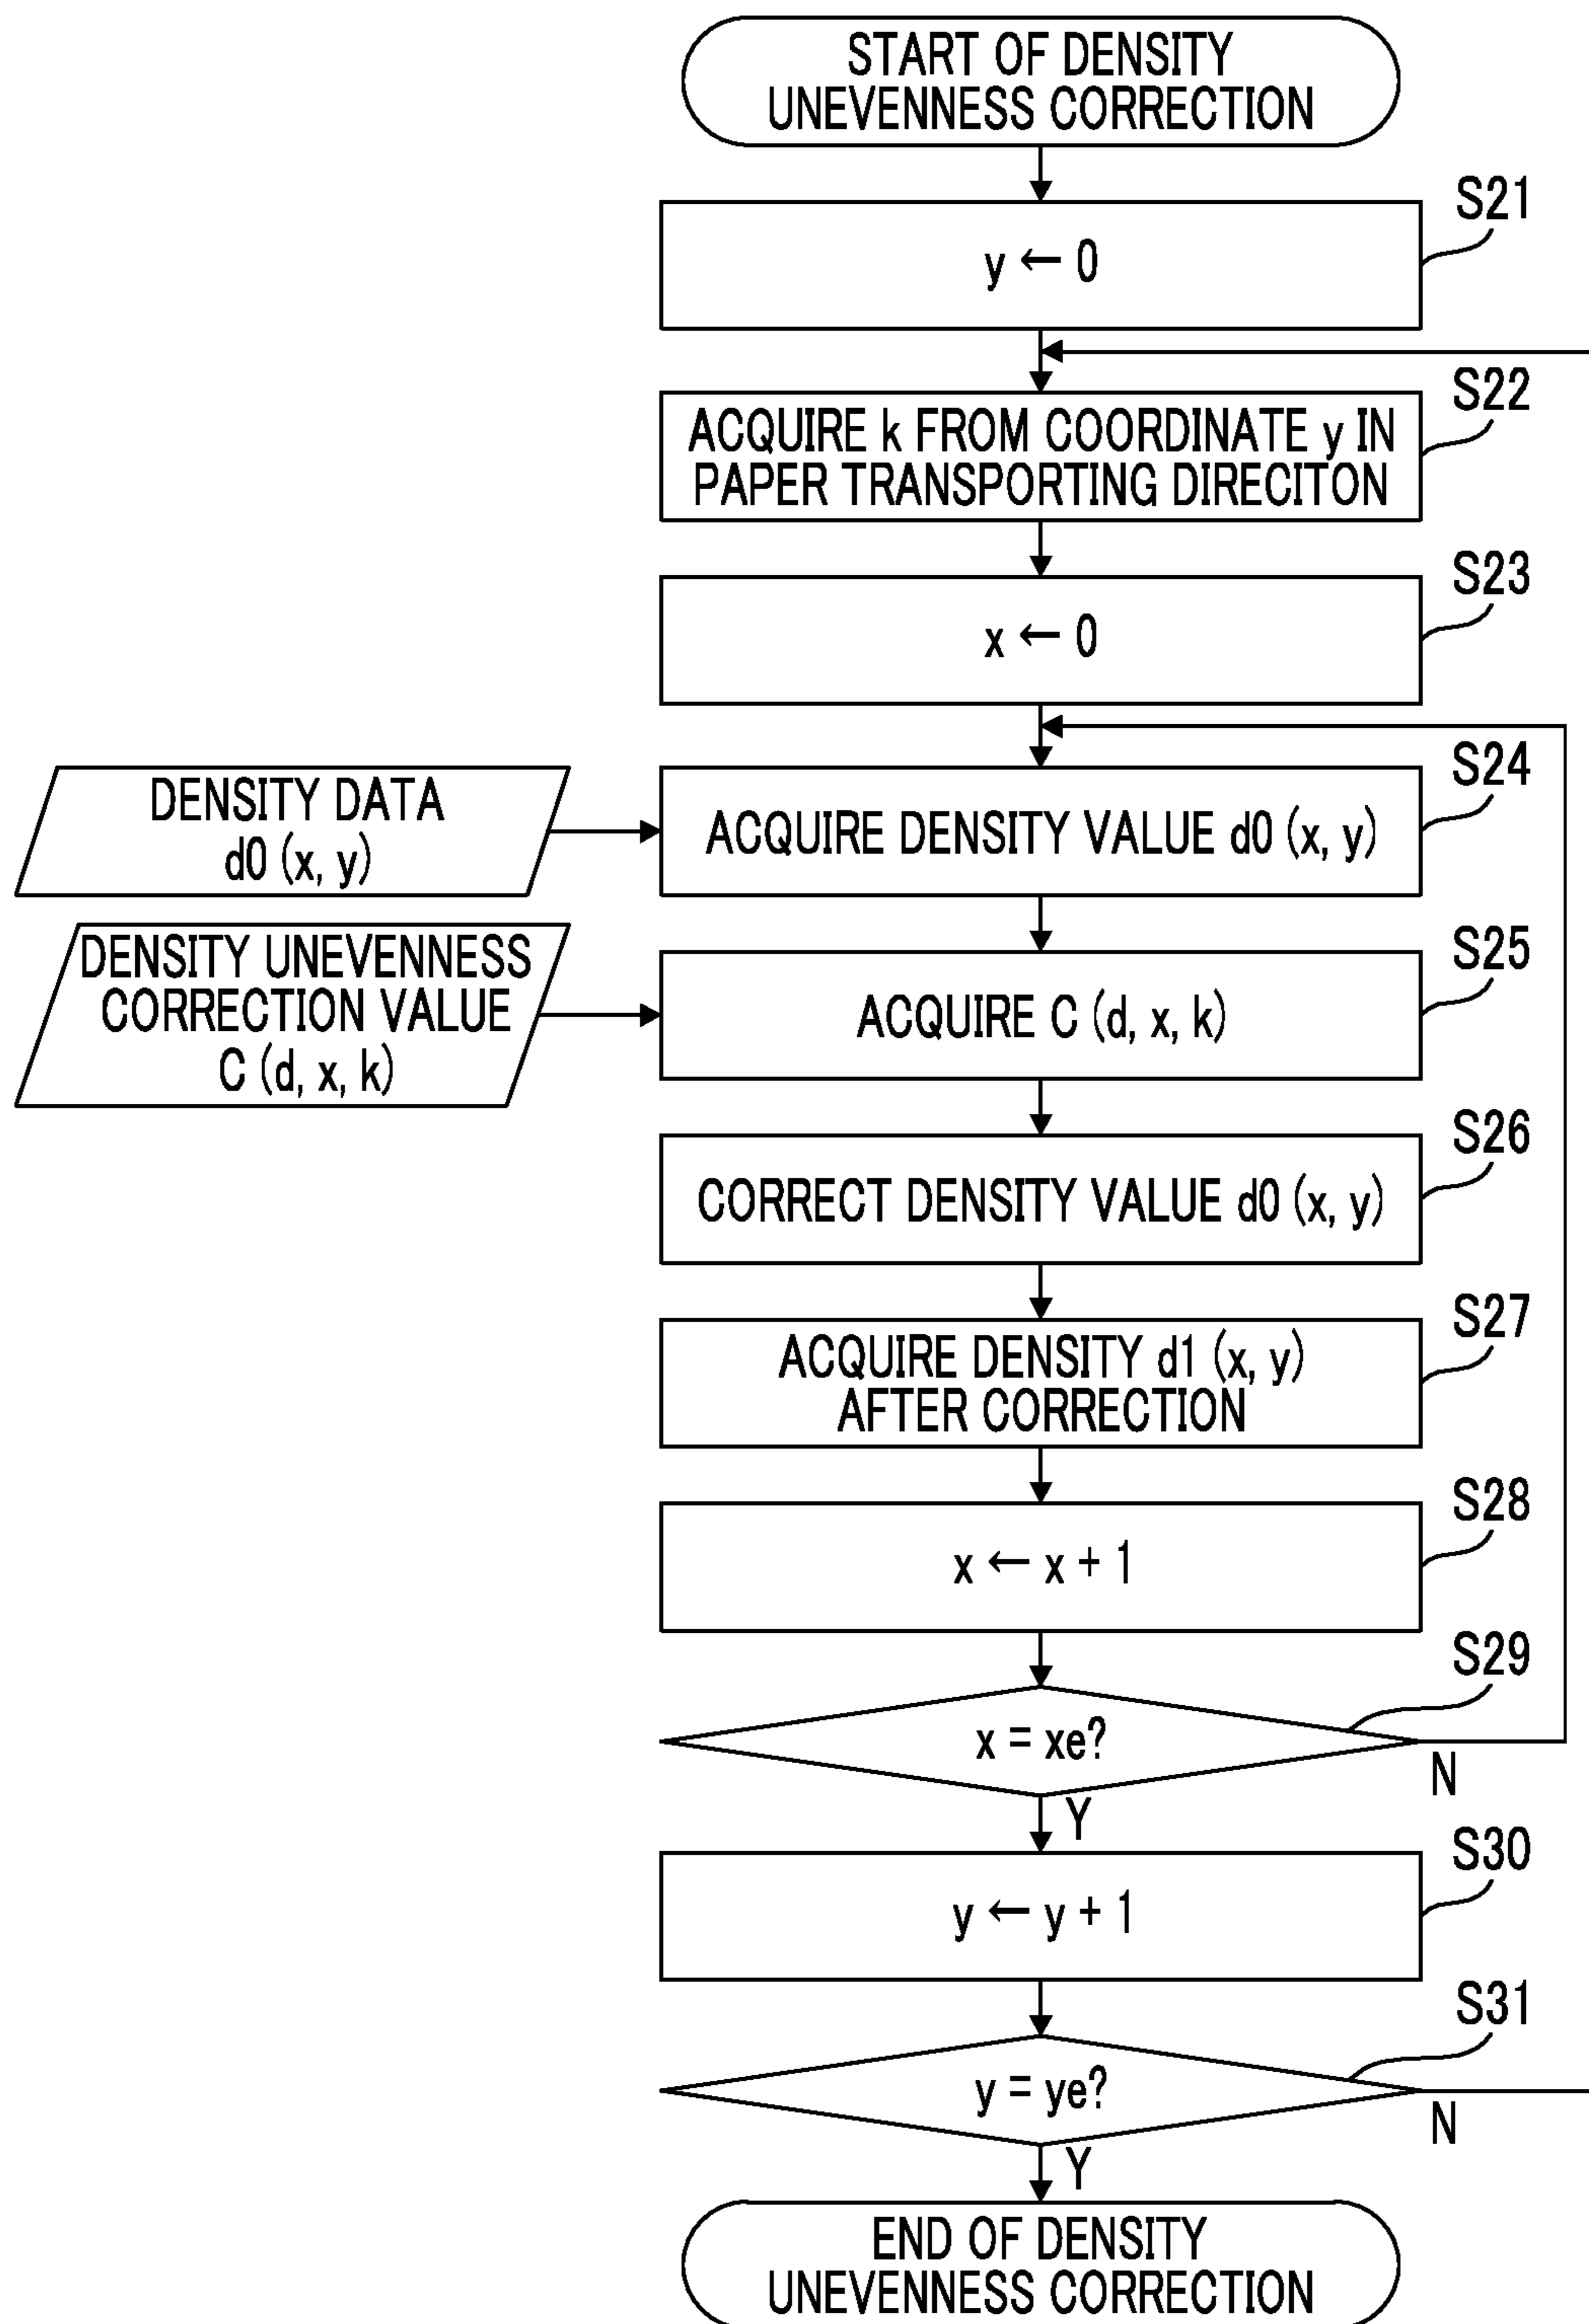 START OF DENSITY
UNEVENNESS CORRECTION
S21
y ← 0
S22
ACQUIRE k FROM COORDINATE y IN
PAPER TRANSPORTING DIRECITON
S23
x ← 0
S24
DENSITY DATA
d0 (x, y)
ACQUIRE DENSITY VALUE d0 (x, y)
S25
DENSITY UNEVENNESS
CORRECTION VALUE
C (d, x, k)
ACQUIRE C (d, x, k)
S26
CORRECT DENSITY VALUE d0 (x, y)
S27
ACQUIRE DENSITY d1 (x, y)
AFTER CORRECTION
S28
x ← x + 1
S29
x = xe?
N
Y
S30
y ← y + 1
S31
y = ye?
N
Y
END OF DENSITY
UNEVENNESS CORRECTION